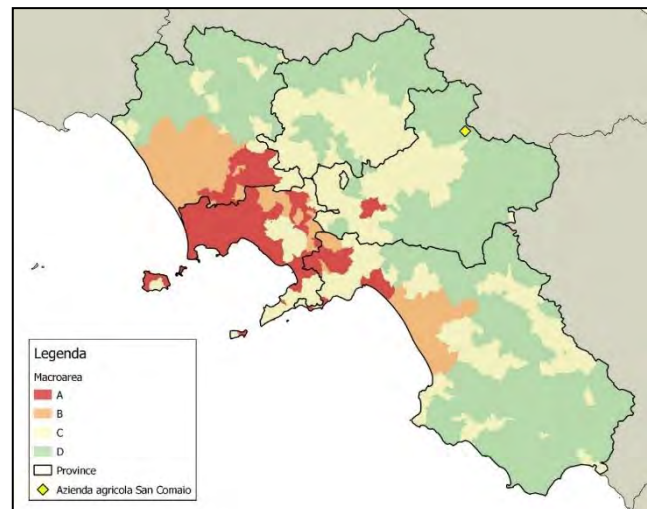 Legenda
Macroarea
A
B
C
D
Province
Azienda agricola San Comaio